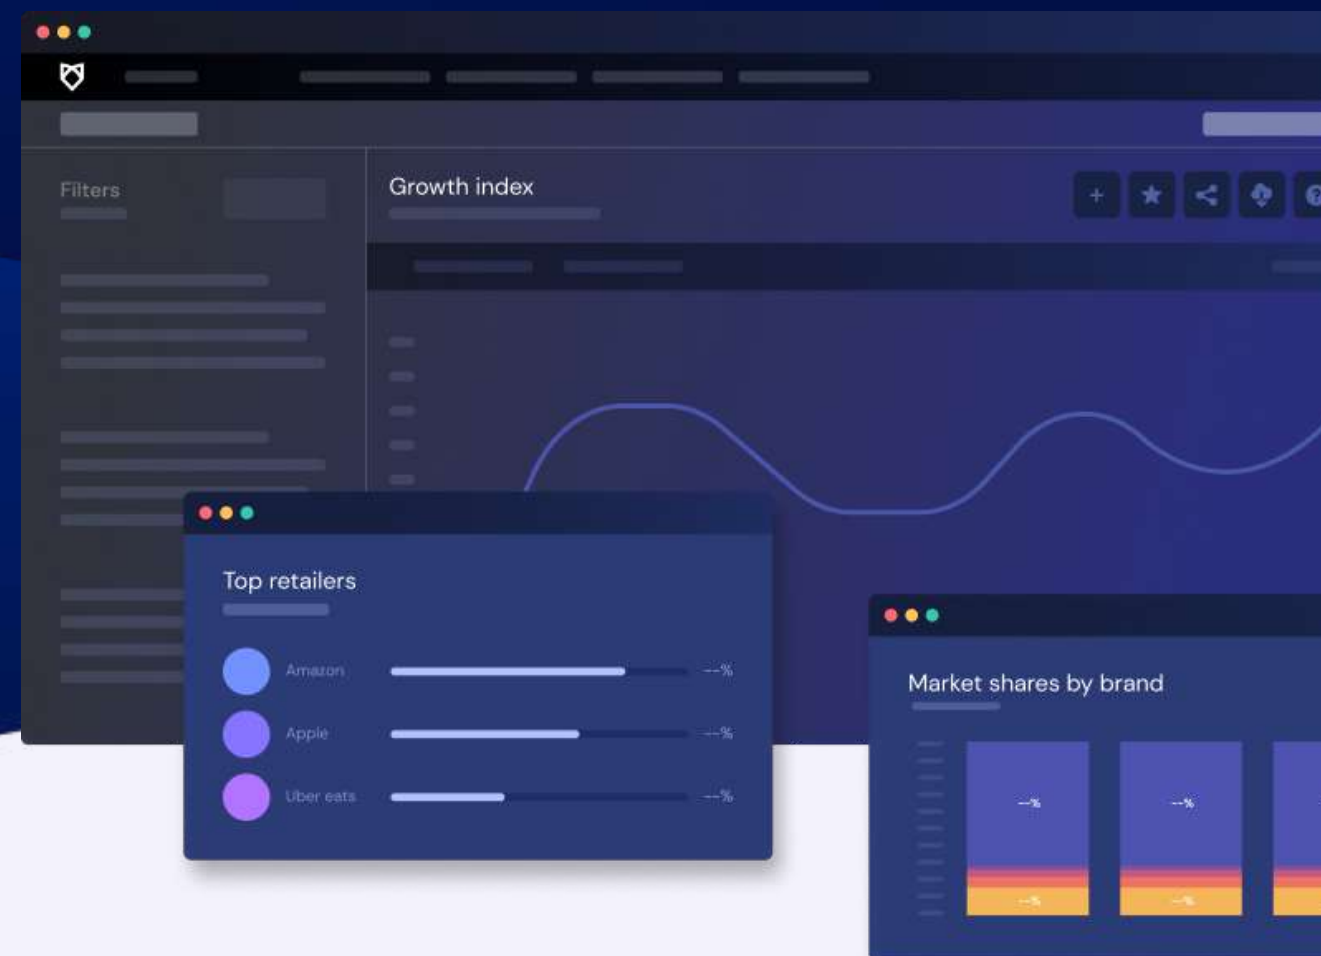 Filters
Growth index
Top retailers
Amazon --%
Apple --%
Uber eats --%
Market shares by brand
--% --%
--% --%